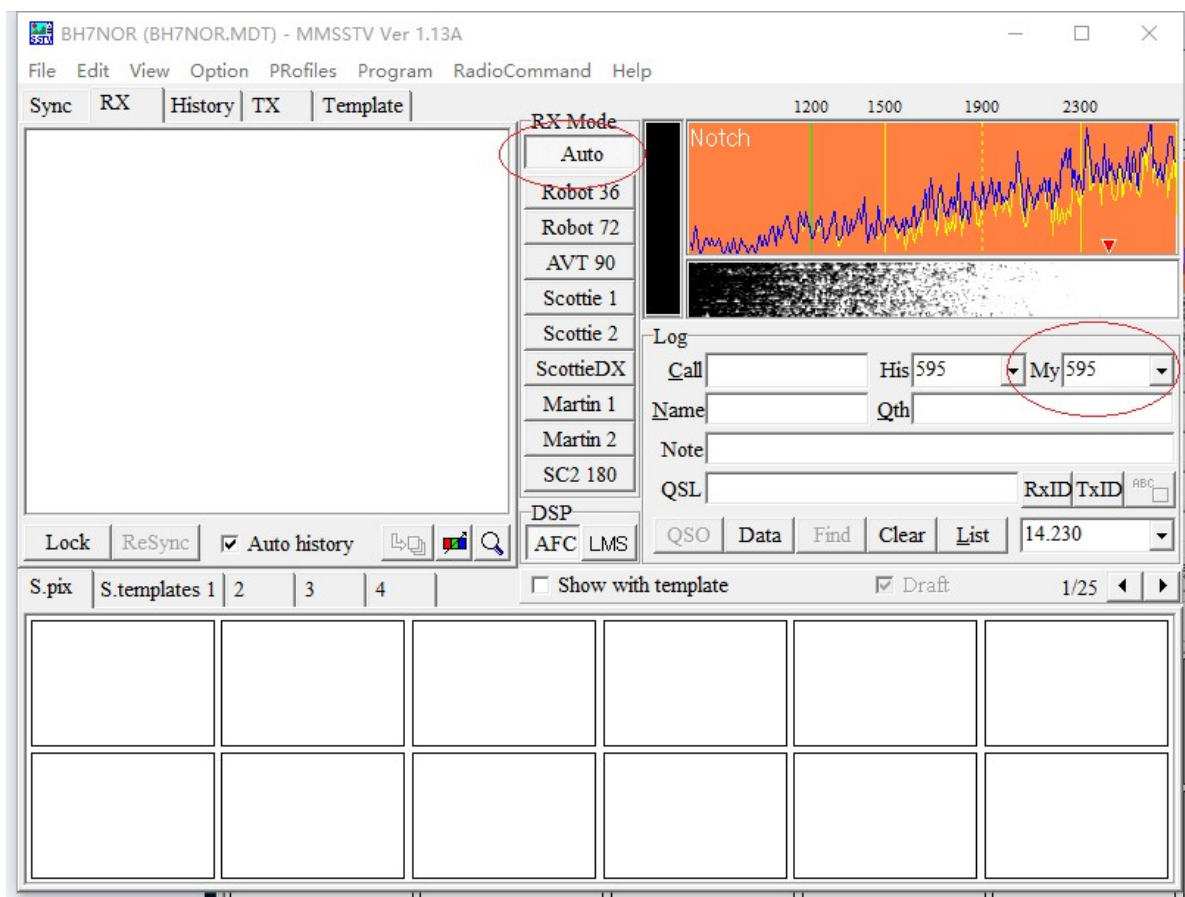 BH7NOR (BH7NOR.MDT) - MMSSTV Ver 1.13A
File Edit View Option PRofiles Program RadioCommand Help
Sync RX History TX Template
1200 1500 1900 2300
RX Mode
Auto
Robot 36
Robot 72
AVT 90
Scottie 1
Scottie 2
ScottieDX
Martin 1
Martin 2
SC2 180
DSP
AFC LMS
Notch
Log
Call His 595 My 595
Name Qth
Note
QSL RxID TxID ABC
QSO Data Find Clear List 14.230
Lock ReSync Auto history
S.pix S.templates 1 2 3 4
Show with template Draft 1/25
SSTV